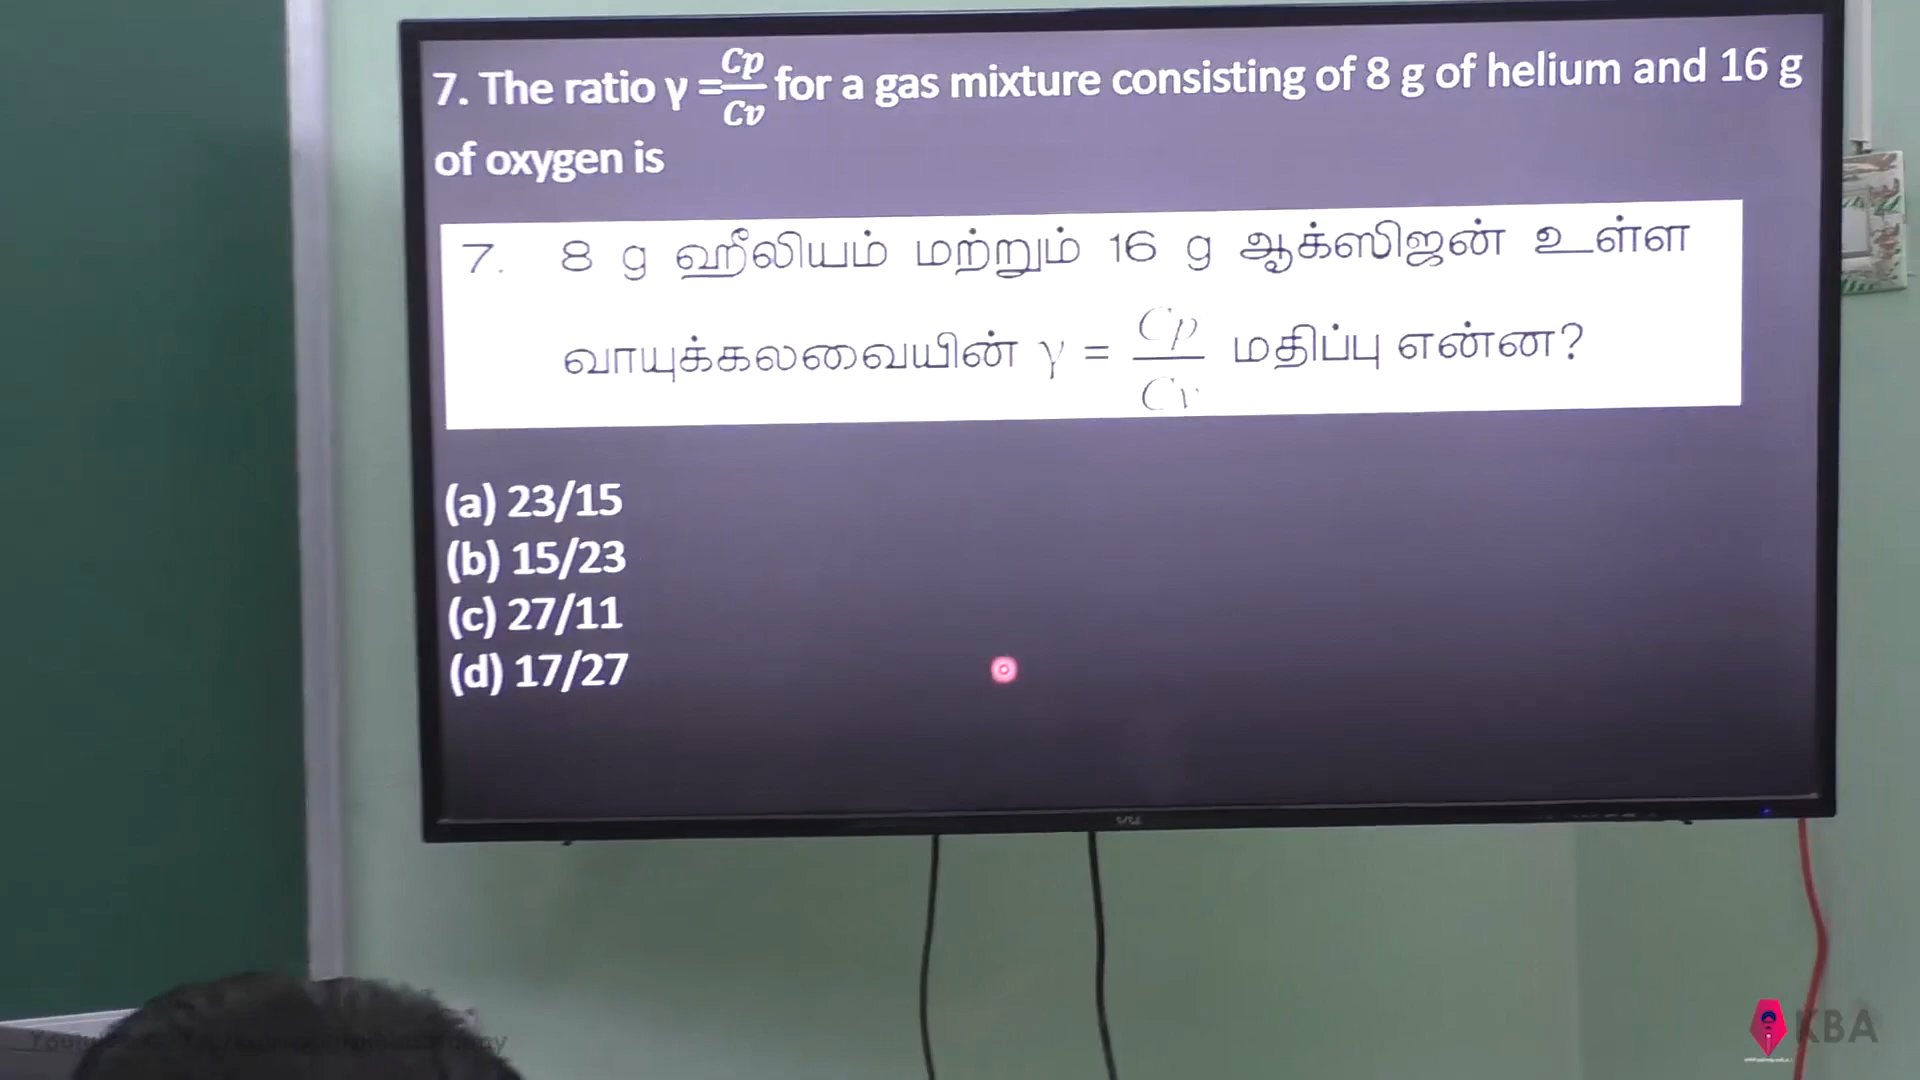 7. The ratio γ = Cp/Cv for a gas mixture consisting of 8 g of helium and 16 g
of oxygen is
7. 8 g ஹீலியம் மற்றும் 16 g ஆக்ஸிஜன் உள்ள
வாயுக்கலவையின் γ = Cp/Cv மதிப்பு என்ன?
(a) 23/15
(b) 15/23
(c) 27/11
(d) 17/27
KBA